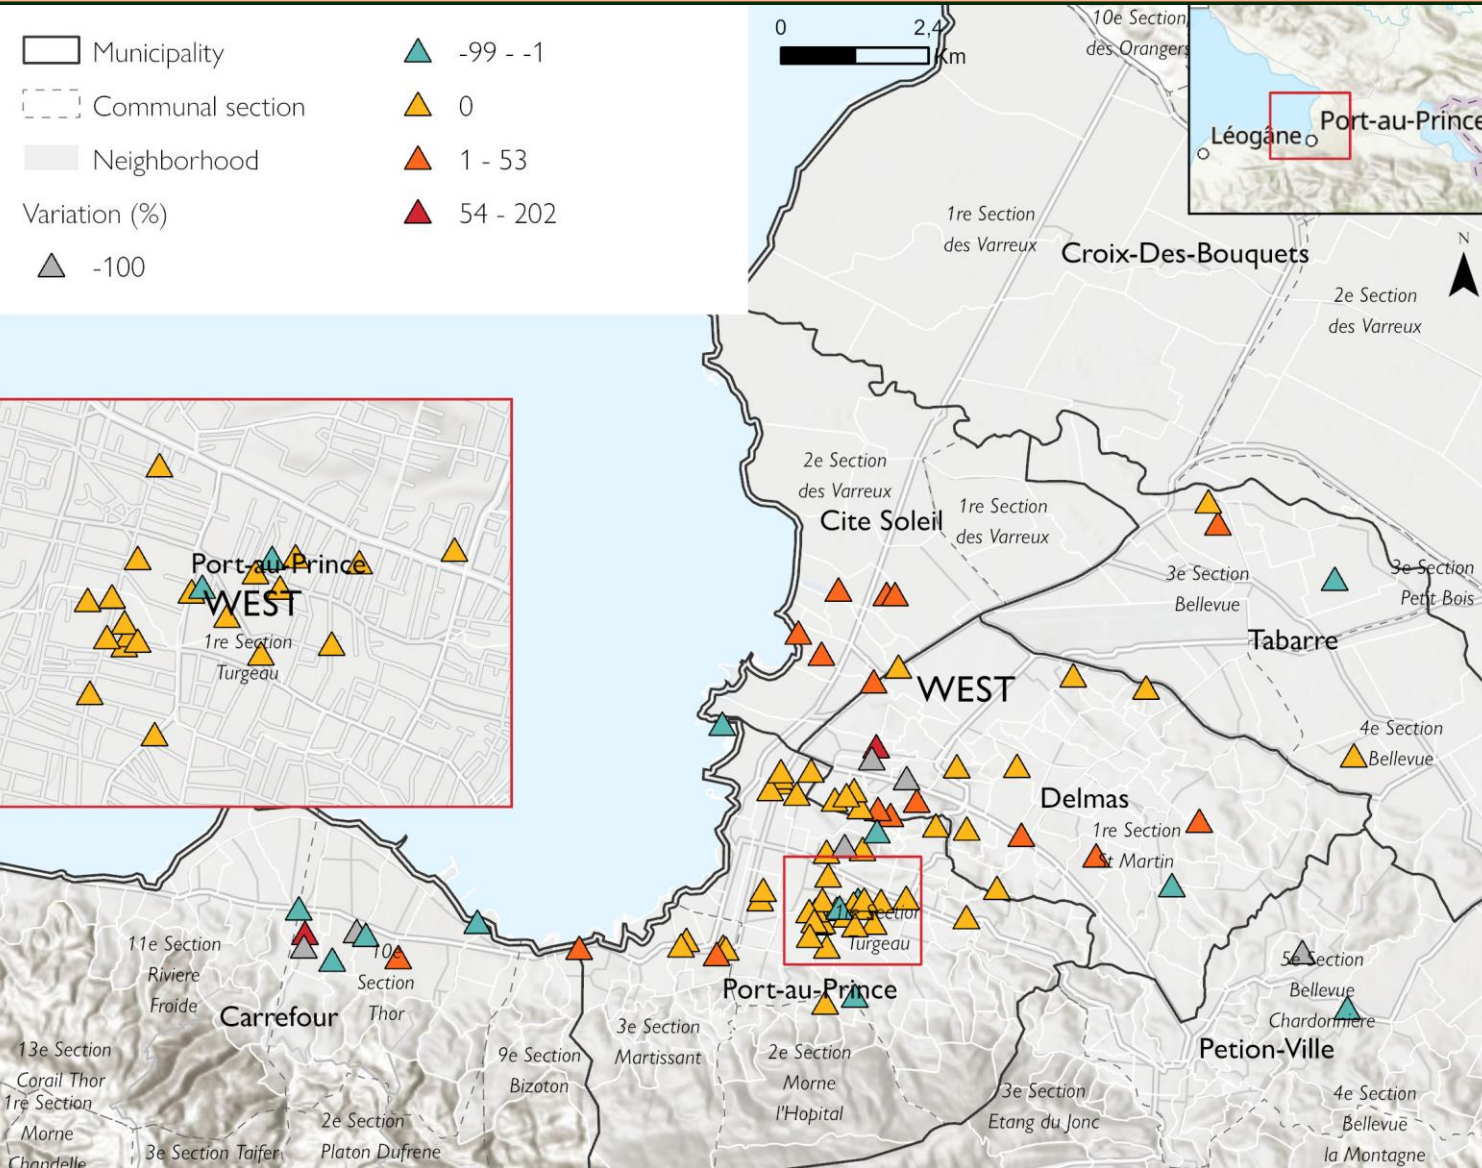 Municipality
Communal section
Neighborhood
Variation (%)
-100
-99 - -1
0
1 - 53
54 - 202
0
2,4
Km
10e Section
des Orangers
Léogâne
Port-au-Prince
N
1re Section
des Varreux
Croix-Des-Bouquets
2e Section
des Varreux
2e Section
des Varreux
Cite Soleil
1re Section
des Varreux
3e Section
Bellevue
3e Section
Petit Bois
Tabarre
WEST
4e Section
Bellevue
Delmas
1re Section
St Martin
Port-au-Prince
WEST
1re Section
Turgeau
1re Section
Turgeau
Port-au-Prince
11e Section
Riviere
Froide
10e
Section
Thor
Carrefour
5e Section
Bellevue
Chardonniere
Petion-Ville
13e Section
Corail Thor
1re Section
Morne
Chandelle
3e Section Taifer
2e Section
Platon Dufrene
9e Section
Bizoton
3e Section
Martissant
2e Section
Morne
l'Hopital
3e Section
Etang du Jonc
4e Section
Bellevue
la Montagne